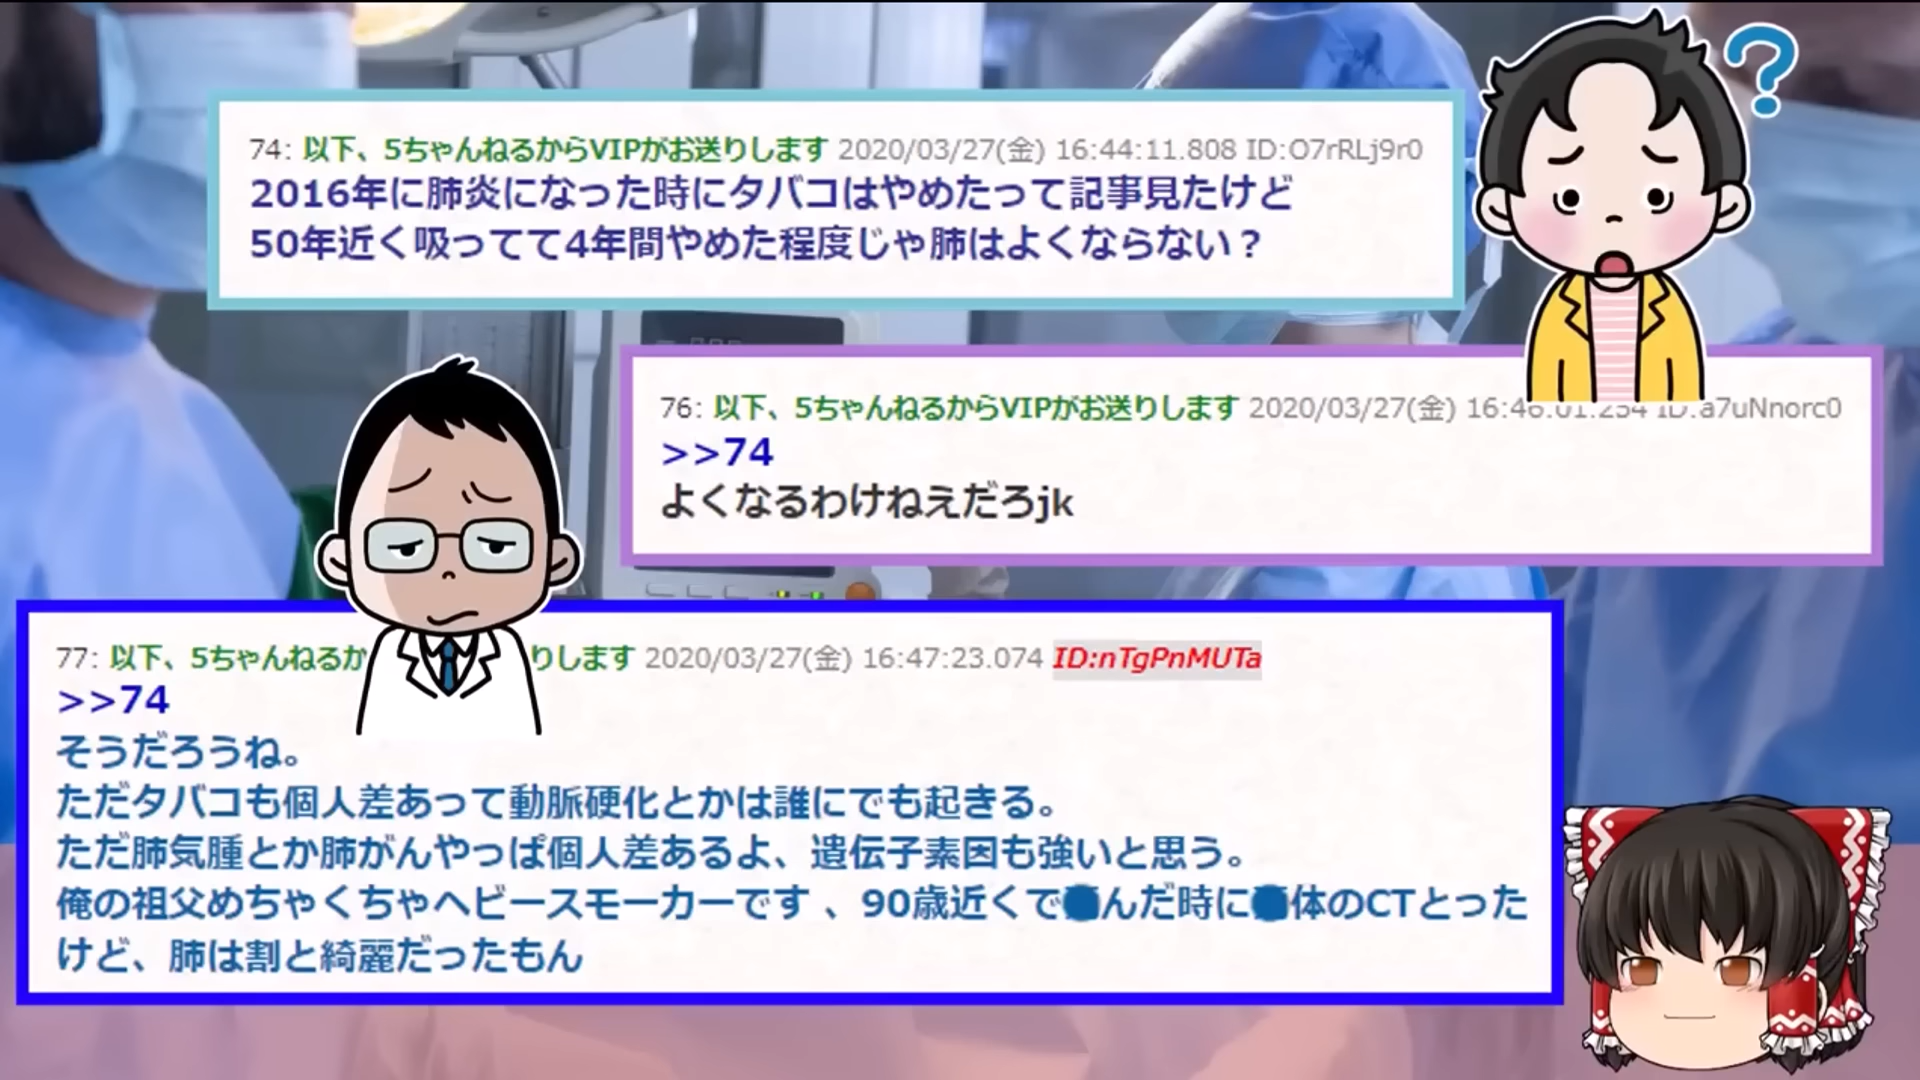 74: 以下、5ちゃんねるからVIPがお送りします 2020/03/27(金) 16:44:11.808 ID:O7rRLj9r0
2016年に肺炎になった時にタバコはやめたって記事見たけど
50年近く吸ってて4年間やめた程度じゃ肺はよくならない？
76: 以下、5ちゃんねるからVIPがお送りします 2020/03/27(金) 16:46:01.254 ID:a7uNnorc0
>>74
よくなるわけねえだろjk
77: 以下、5ちゃんねるか りします 2020/03/27(金) 16:47:23.074 ID:nTgPnMUTa
>>74
そうだろうね。
ただタバコも個人差あって動脈硬化とかは誰にでも起きる。
ただ肺気腫とか肺がんやっぱ個人差あるよ、遺伝子素因も強いと思う。
俺の祖父めちゃくちゃヘビースモーカーです 、90歳近くで んだ時に 体のCTとった
けど、肺は割と綺麗だったもん